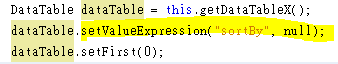 DataTable dataTable = this.getDataTableX();
dataTable.setValueExpression("sortBy", null);
dataTable.setFirst(0);